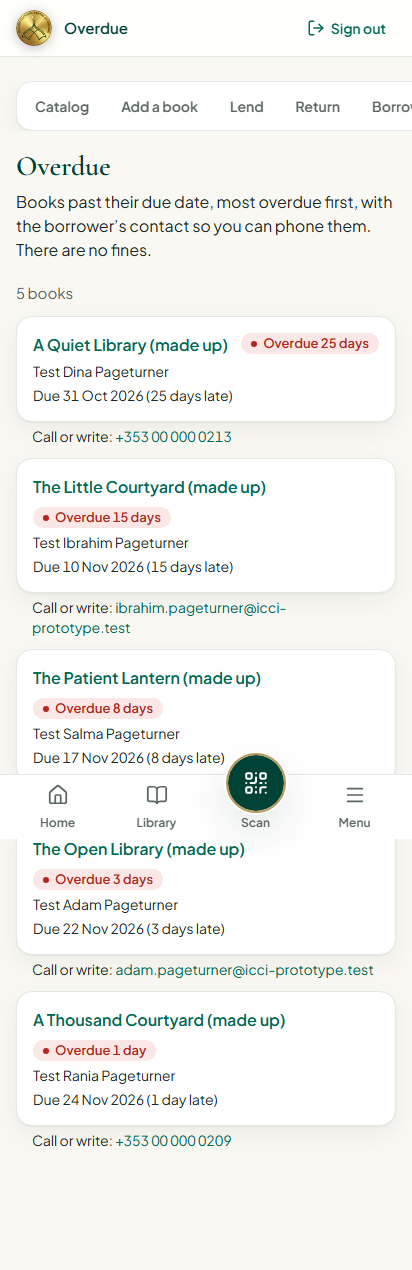 Overdue
Sign out
Catalog
Add a book
Lend
Return
Borrow
Overdue
Books past their due date, most overdue first, with
the borrower's contact so you can phone them.
There are no fines.
5 books
A Quiet Library (made up)
Overdue 25 days
Test Dina Pageturner
Due 31 Oct 2026 (25 days late)
Call or write: +353 00 000 0213
The Little Courtyard (made up)
Overdue 15 days
Test Ibrahim Pageturner
Due 10 Nov 2026 (15 days late)
Call or write: ibrahim.pageturner@icci-
prototype.test
The Patient Lantern (made up)
Overdue 8 days
Test Salma Pageturner
Due 17 Nov 2026 (8 days late)
Home
Library
Scan
Menu
The Open Library (made up)
Overdue 3 days
Test Adam Pageturner
Due 22 Nov 2026 (3 days late)
Call or write: adam.pageturner@icci-prototype.test
A Thousand Courtyard (made up)
Overdue 1 day
Test Rania Pageturner
Due 24 Nov 2026 (1 day late)
Call or write: +353 00 000 0209